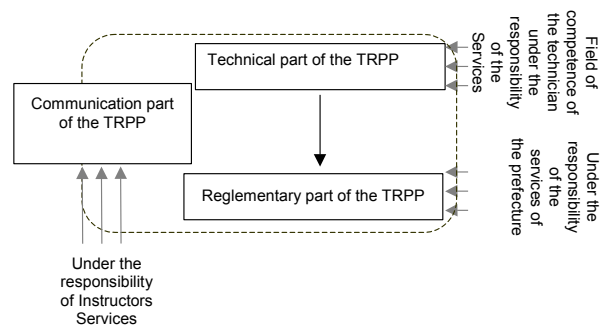 Technical part of the TRPP
Field of
competence of
the technician
under the
responsibility
of the
Services
Communication part
of the TRPP
Reglementary part of the TRPP
Under the
responsibility
of the
services of
the prefecture
Under the
responsibility
of Instructors
Services